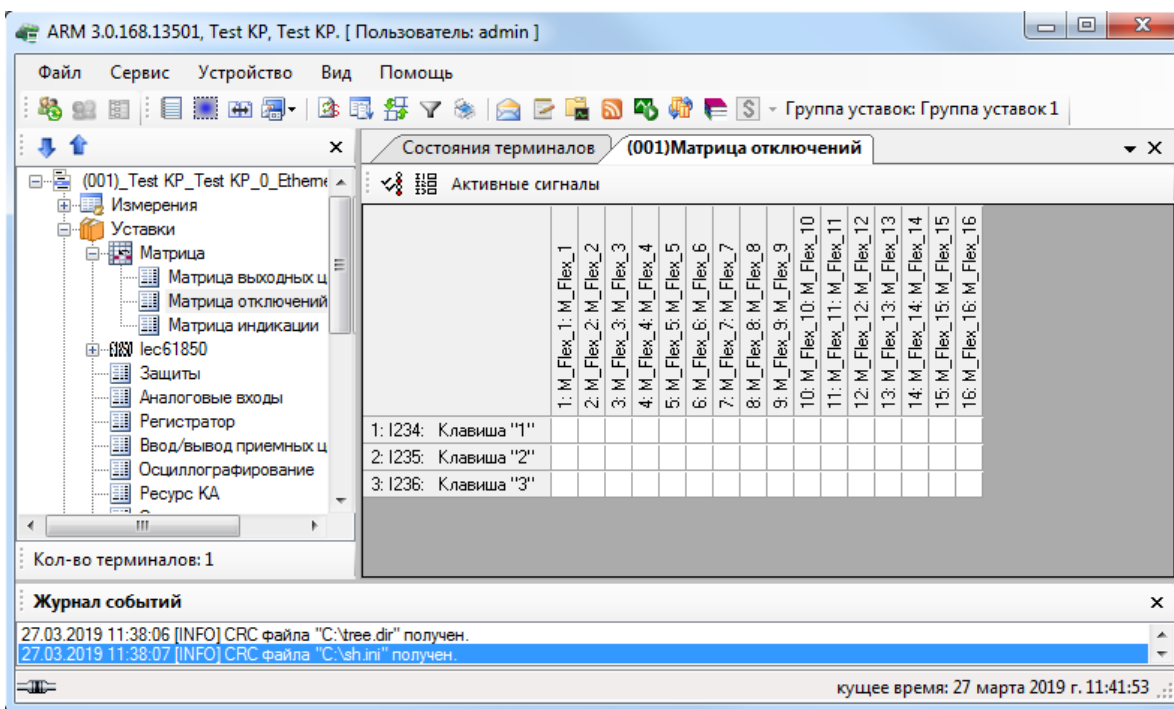 ARM 3.0.168.13501, Test KP, Test KP. [ Пользователь: admin ]
Файл Сервис Устройство Вид Помощь
Группа уставок: Группа уставок 1
(001)_Test KP_Test KP_0_Etherne
Измерения
Уставки
Матрица
Матрица выходных ц
Матрица отключений
Матрица индикации
Iec61850
Защиты
Аналоговые входы
Регистратор
Ввод/вывод приемных ц
Осциллографирование
Ресурс КА
Кол-во терминалов: 1
Состояния терминалов (001)Матрица отключений
Активные сигналы
1: M_Flex_1: M_Flex_1
2: M_Flex_2: M_Flex_2
3: M_Flex_3: M_Flex_3
4: M_Flex_4: M_Flex_4
5: M_Flex_5: M_Flex_5
6: M_Flex_6: M_Flex_6
7: M_Flex_7: M_Flex_7
8: M_Flex_8: M_Flex_8
9: M_Flex_9: M_Flex_9
10: M_Flex_10: M_Flex_10
11: M_Flex_11: M_Flex_11
12: M_Flex_12: M_Flex_12
13: M_Flex_13: M_Flex_13
14: M_Flex_14: M_Flex_14
15: M_Flex_15: M_Flex_15
16: M_Flex_16: M_Flex_16
1: I234: Клавиша "1"
2: I235: Клавиша "2"
3: I236: Клавиша "3"
Журнал событий
27.03.2019 11:38:06 [INFO] CRC файла "C:\tree.dir" получен.
27.03.2019 11:38:07 [INFO] CRC файла "C:\sh.ini" получен.
кущее время: 27 марта 2019 г. 11:41:53